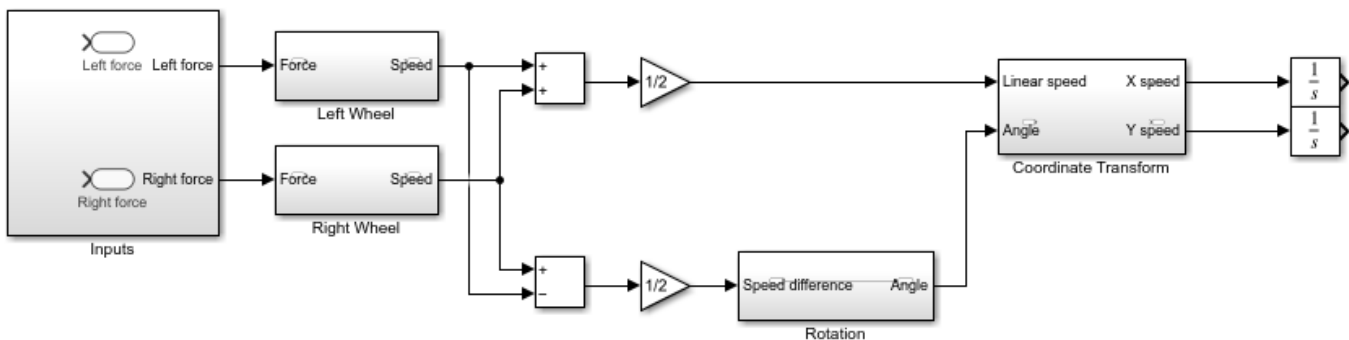 Left force
Left force
Right force
Right force
Inputs
Force
Speed
Left Wheel
Force
Speed
Right Wheel
+
+
1/2
+
−
1/2
Speed difference
Angle
Rotation
Linear speed
X speed
Angle
Y speed
Coordinate Transform
1
s
1
s